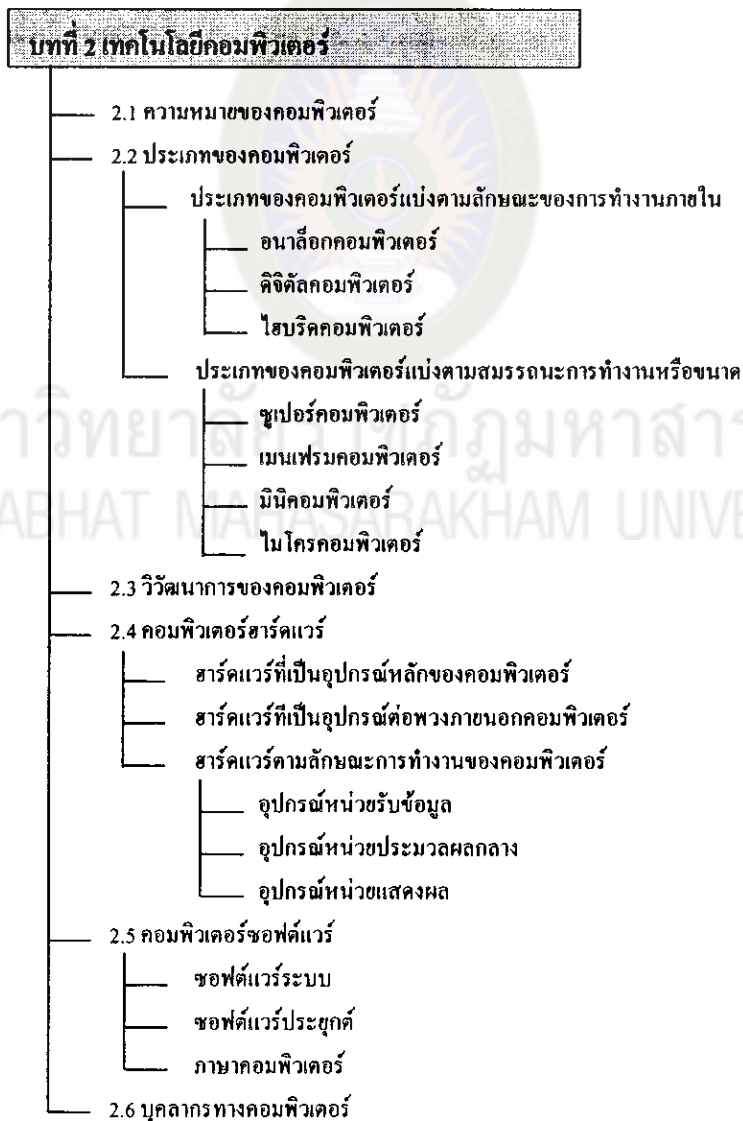 บทที่ 2 เทคโนโลยีคอมพิวเตอร์
2.1 ความหมายของคอมพิวเตอร์
2.2 ประเภทของคอมพิวเตอร์
ประเภทของคอมพิวเตอร์แบ่งตามลักษณะของการทำงานภายใน
อนาล็อกคอมพิวเตอร์
ดิจิตัลคอมพิวเตอร์
ไฮบริดคอมพิวเตอร์
ประเภทของคอมพิวเตอร์แบ่งตามสมรรถนะการทำงานหรือขนาด
ซูเปอร์คอมพิวเตอร์
เมนเฟรมคอมพิวเตอร์
มินิคอมพิวเตอร์
ไมโครคอมพิวเตอร์
2.3 วิวัฒนาการของคอมพิวเตอร์
2.4 คอมพิวเตอร์ฮาร์ดแวร์
ฮาร์ดแวร์ที่เป็นอุปกรณ์หลักของคอมพิวเตอร์
ฮาร์ดแวร์ทีเป็นอุปกรณ์ต่อพวงภายนอกคอมพิวเตอร์
ฮาร์ดแวร์ตามลักษณะการทำงานของคอมพิวเตอร์
อุปกรณ์หน่วยรับข้อมูล
อุปกรณ์หน่วยประมวลผลกลาง
อุปกรณ์หน่วยแสดงผล
2.5 คอมพิวเตอร์ซอฟต์แวร์
ซอฟต์แวร์ระบบ
ซอฟต์แวร์ประยุกต์
ภาษาคอมพิวเตอร์
2.6 บุคลากรทางคอมพิวเตอร์